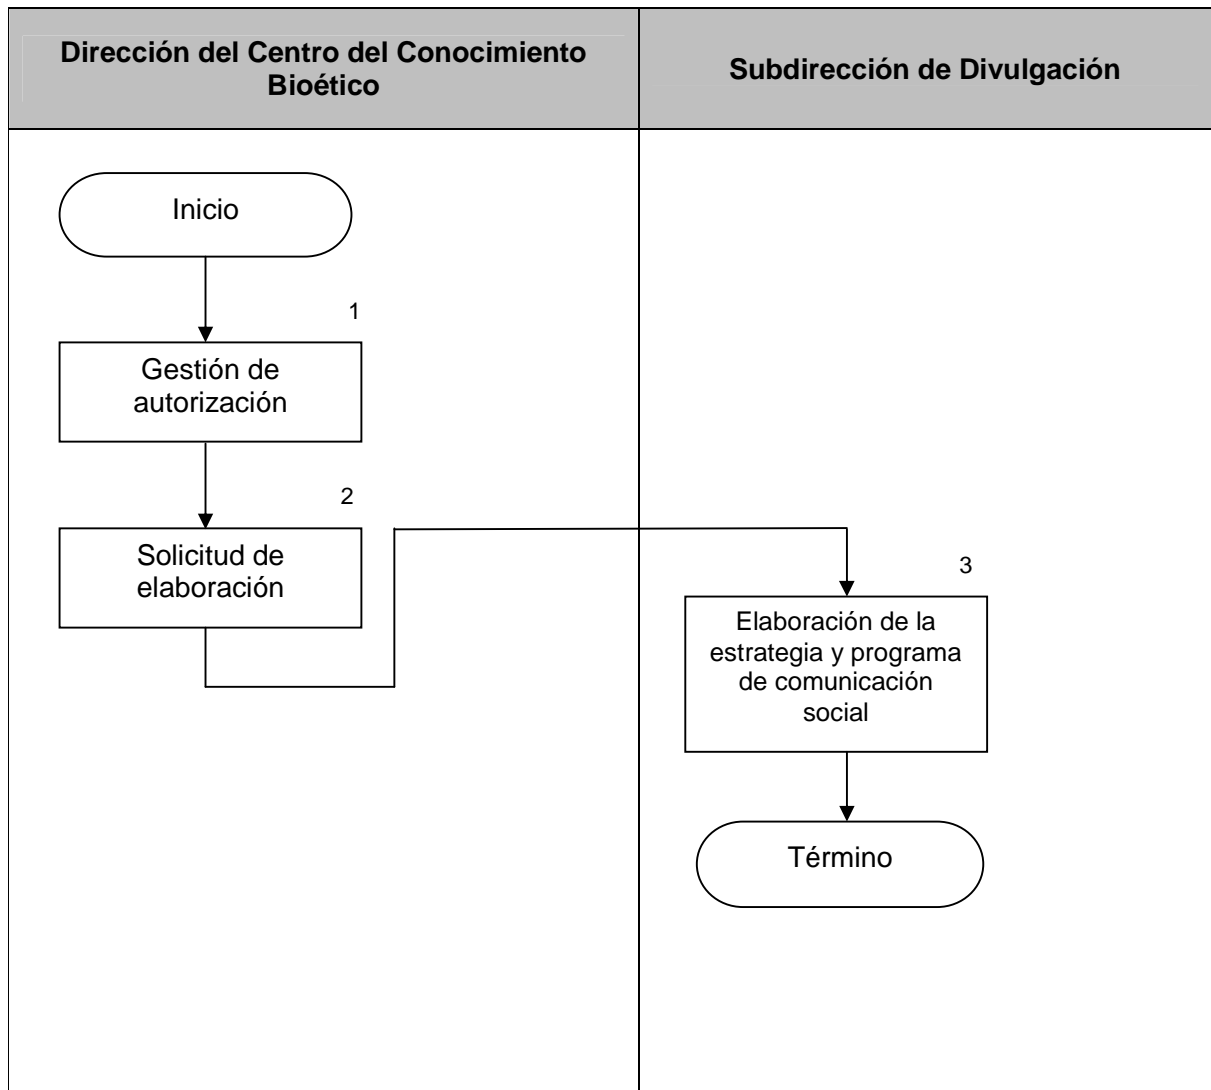 Dirección del Centro del Conocimiento
Bioético
Subdirección de Divulgación
Inicio
1
Gestión de
autorización
2
Solicitud de
elaboración
3
Elaboración de la
estrategia y programa
de comunicación
social
Término